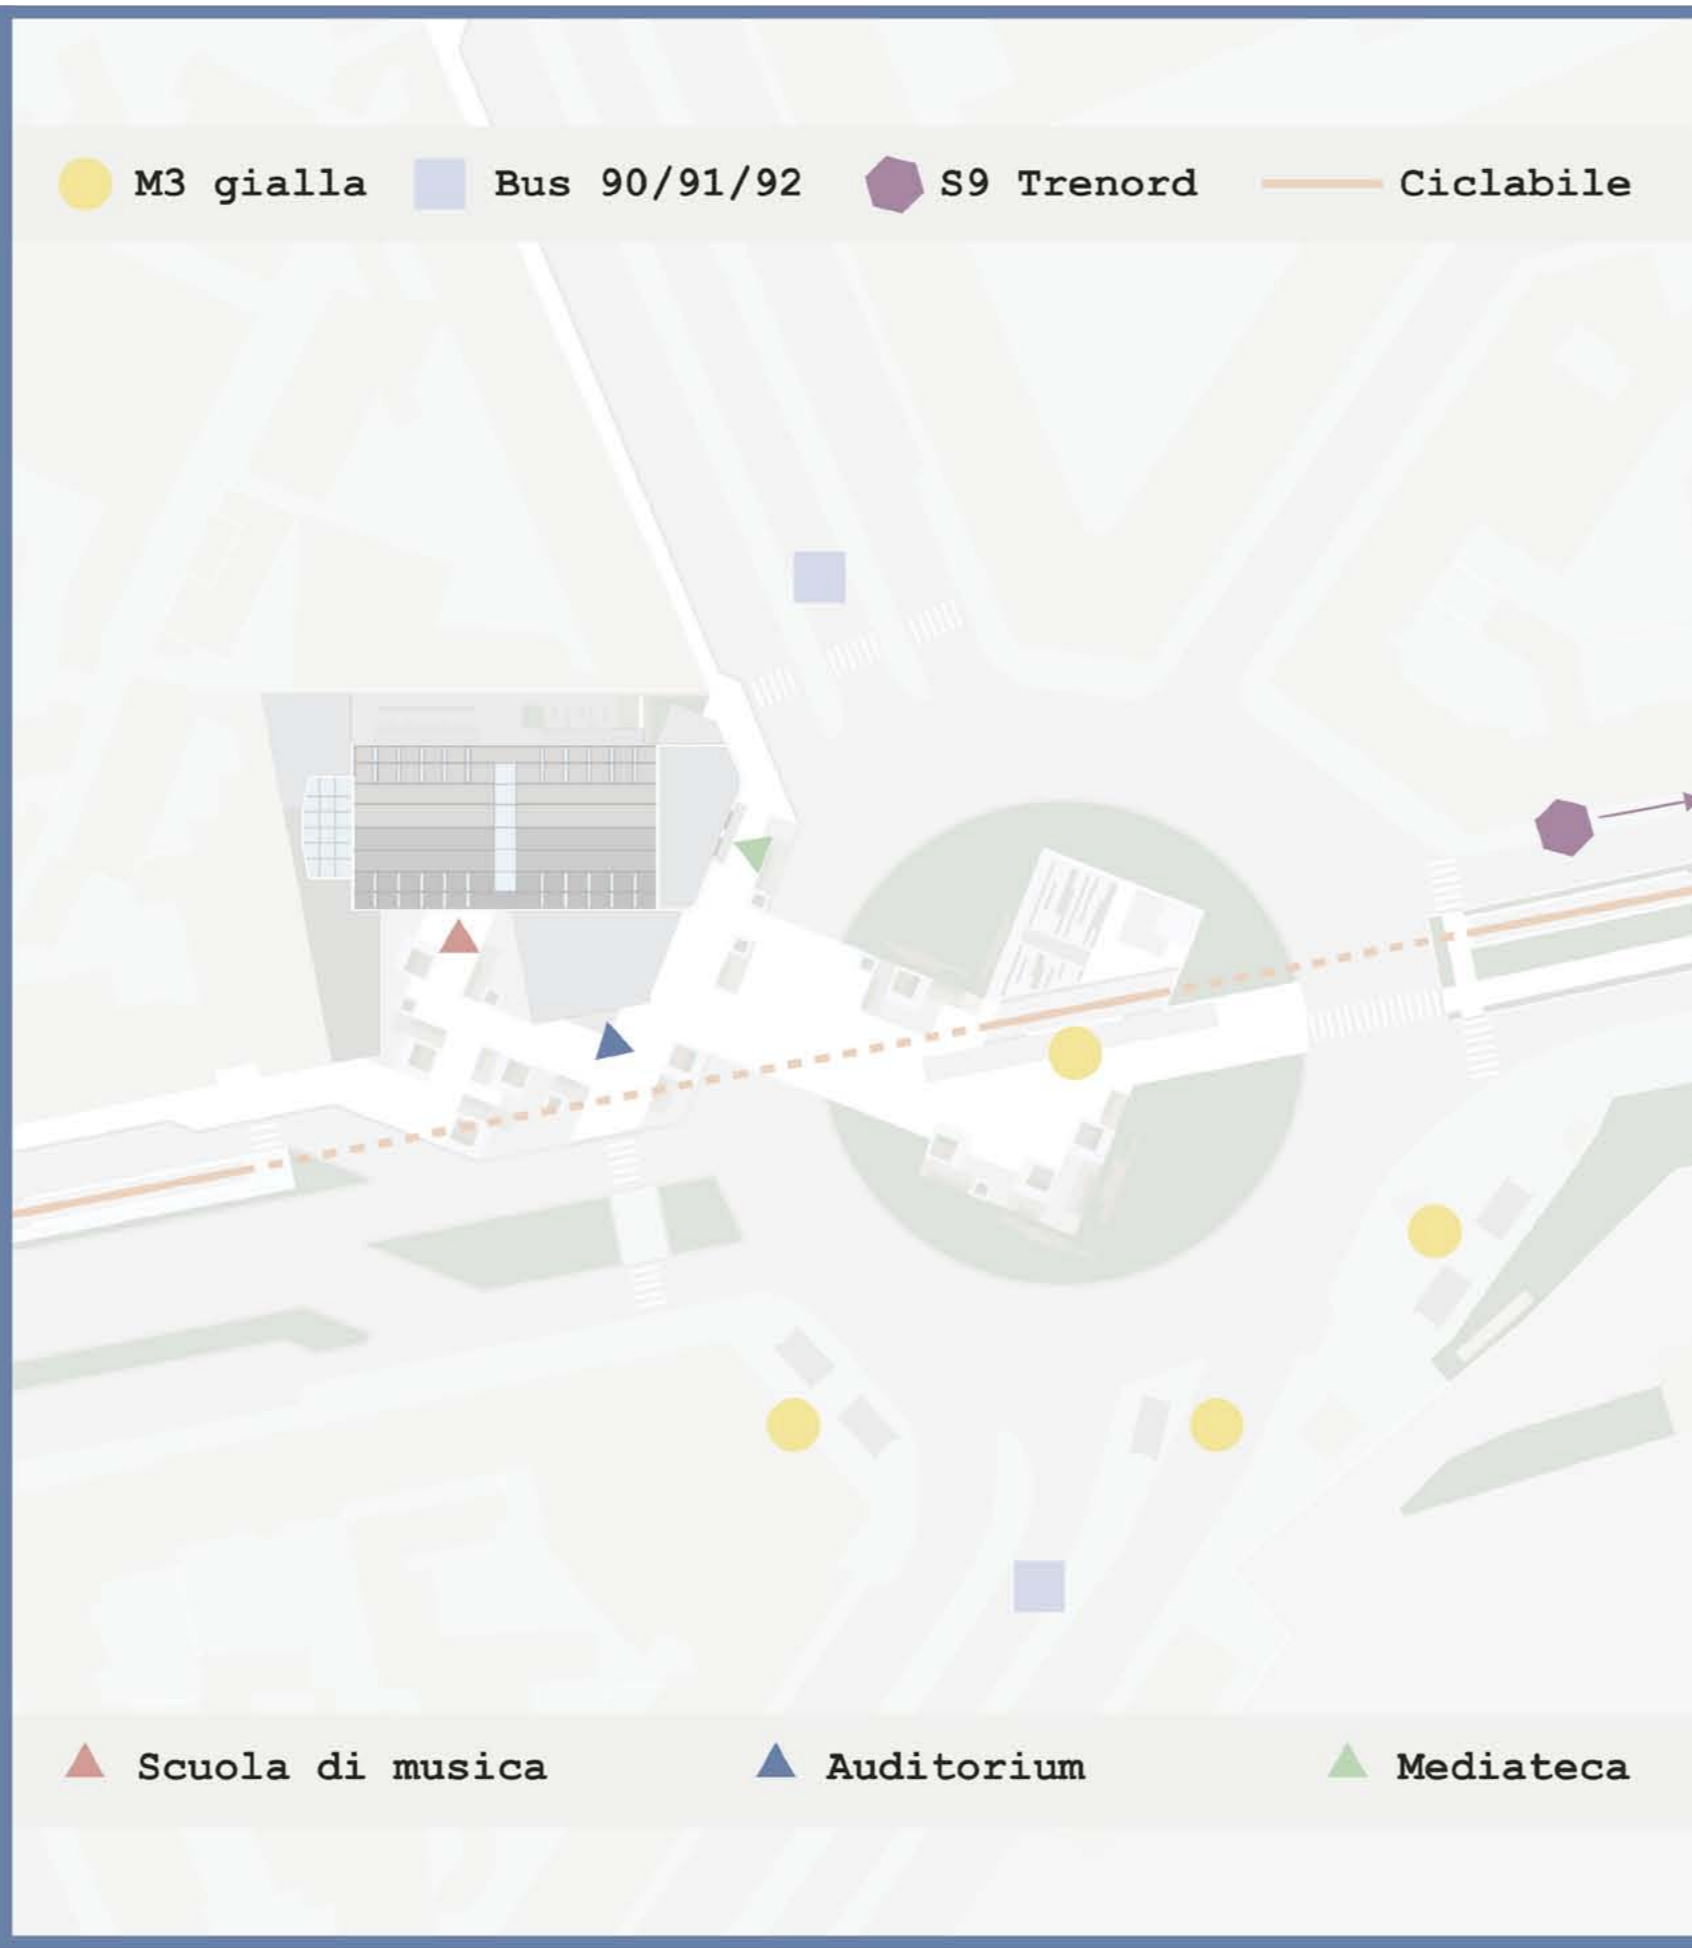 M3 gialla Bus 90/91/92 S9 Trenord Ciclabile
Scuola di musica Auditorium Mediateca